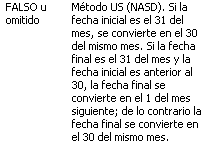 FALSO u
omitido
Método US (NASD). Si la
fecha inicial es el 31 del
mes, se convierte en el 30
del mismo mes. Si la fecha
final es el 31 del mes y la
fecha inicial es anterior al
30, la fecha final se
convierte en el 1 del mes
siguiente; de lo contrario la
fecha final se convierte en
el 30 del mismo mes.